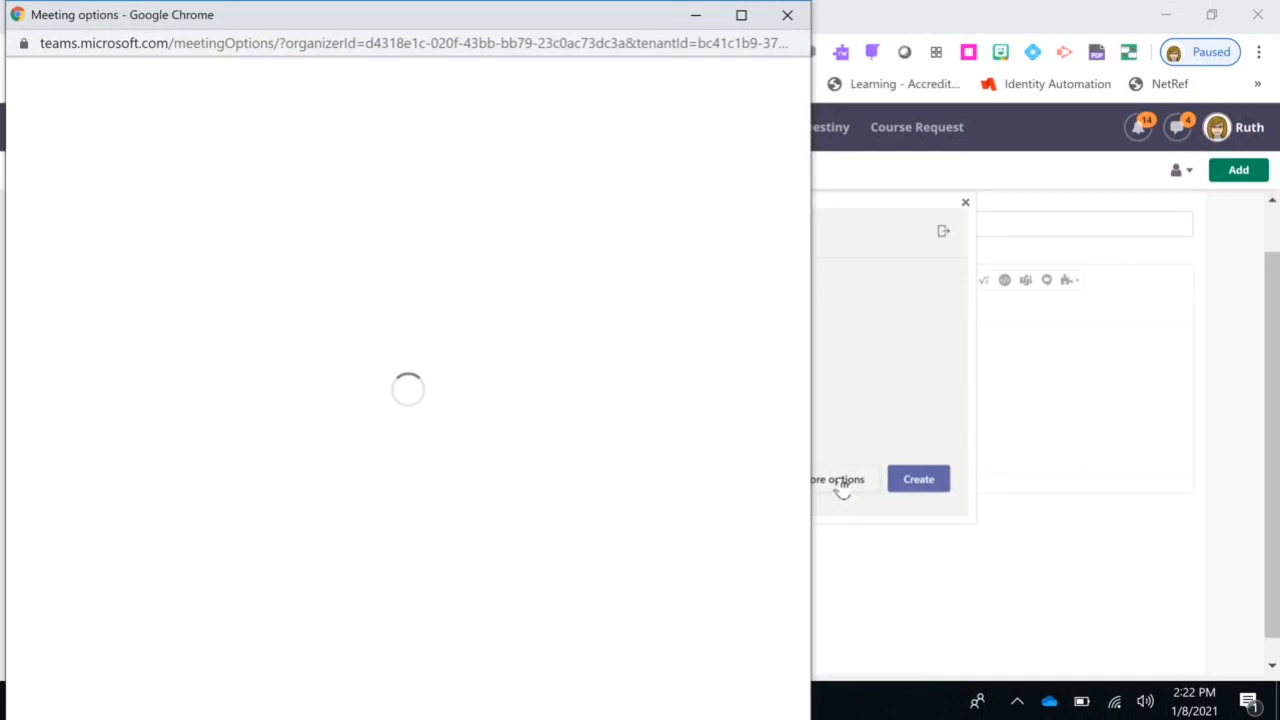 Meeting options - Google Chrome
teams.microsoft.com/meetingOptions/?organizerId=d4318e1c-020f-43bb-bb79-23c0ac73dc3a&tenantId=bc41c1b9-37...
PDF
Paused
Learning - Accredit...
Identity Automation
NetRef
»
estiny
Course Request
14
4
Ruth
Add
ore options
Create
2:22 PM
1/8/2021
1